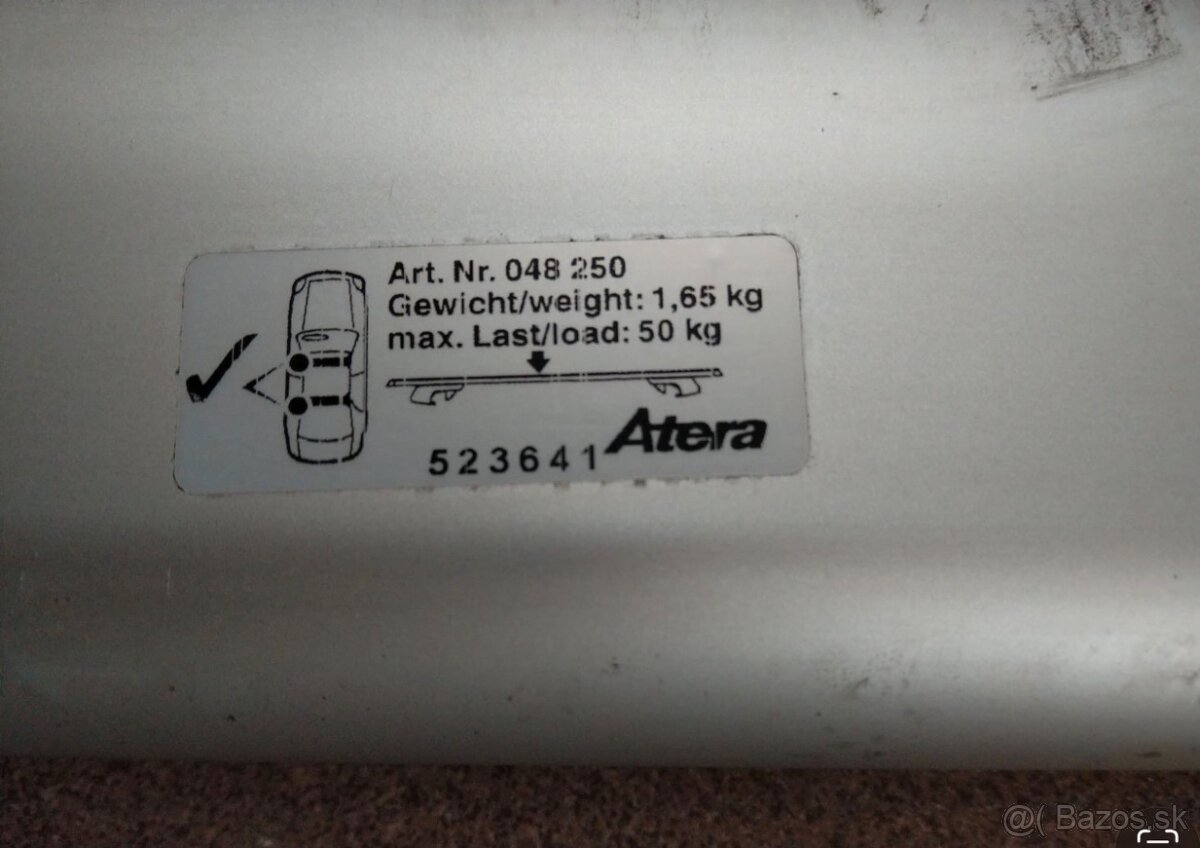 Art. Nr. 048 250
Gewicht/weight: 1,65 kg
max. Last/load: 50 kg
Atera
523641
@( Bazos.sk